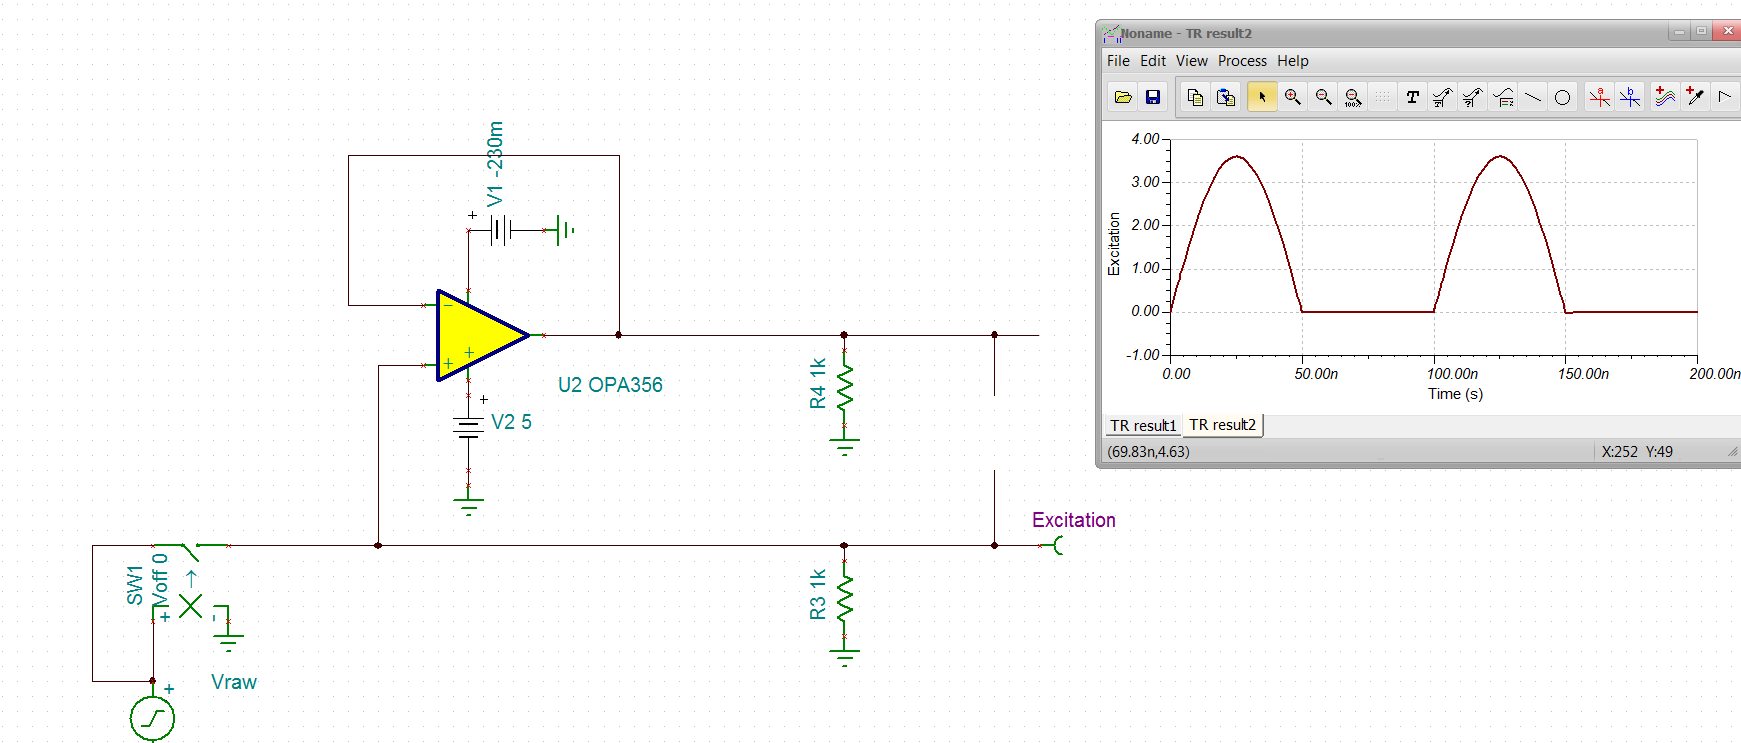 Noname - TR result2
File Edit View Process Help
T
100%
a
b
V1 -230m
+
U2 OPA356
+
V2 5
R4 1k
Excitation
SW1
Voff 0
+
-
R3 1k
Vraw
+
4.00
3.00
2.00
1.00
0.00
-1.00
Excitation
0.00 50.00n 100.00n 150.00n 200.00n
Time (s)
TR result1 TR result2
(69.83n,4.63) X:252 Y:49